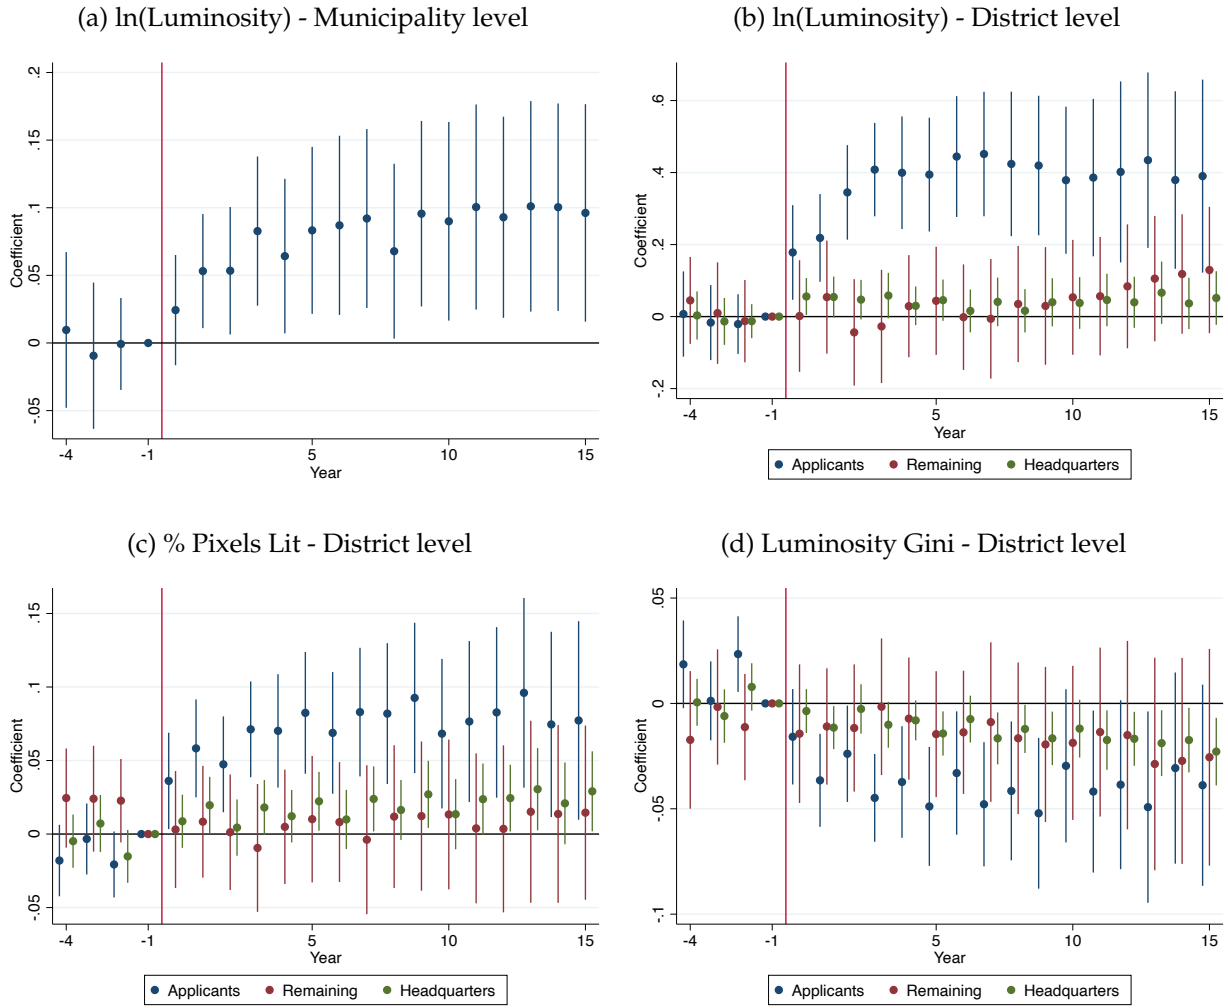 (a) ln(Luminosity) - Municipality level
.2
.15
.1
.05
0
-.05
Coefficient
-4
-1
5
10
15
Year
(b) ln(Luminosity) - District level
.6
.4
.2
0
-.2
Coefficient
-4
-1
5
10
15
Year
Applicants Remaining Headquarters
(c) % Pixels Lit - District level
.15
.1
.05
0
-.05
Coefficient
-4
-1
5
10
15
Year
Applicants Remaining Headquarters
(d) Luminosity Gini - District level
.05
0
-.05
-.1
Coefficient
-4
-1
5
10
15
Year
Applicants Remaining Headquarters